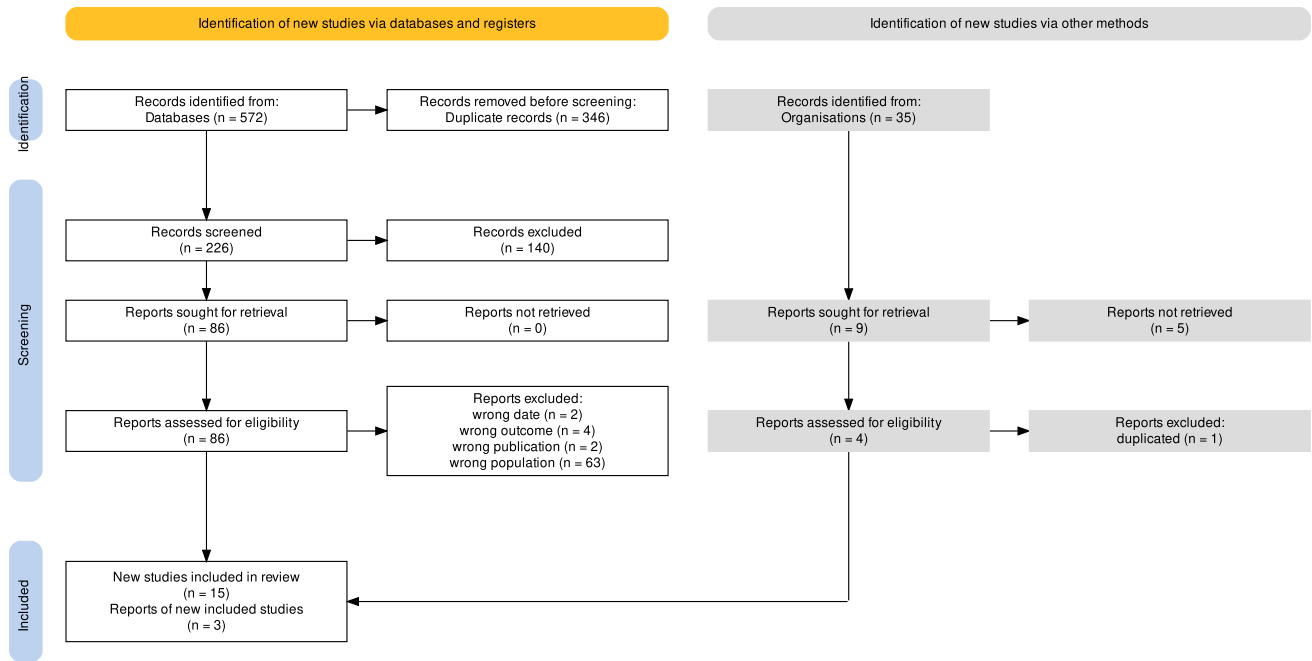 Identification of new studies via databases and registers
Identification of new studies via other methods
Identification
Records identified from:
Databases (n = 572)
Records removed before screening:
Duplicate records (n = 346)
Records identified from:
Organisations (n = 35)
Screening
Records screened
(n = 226)
Records excluded
(n = 140)
Reports sought for retrieval
(n = 86)
Reports not retrieved
(n = 0)
Reports sought for retrieval
(n = 9)
Reports not retrieved
(n = 5)
Reports assessed for eligibility
(n = 86)
Reports excluded:
wrong date (n = 2)
wrong outcome (n = 4)
wrong publication (n = 2)
wrong population (n = 63)
Reports assessed for eligibility
(n = 4)
Reports excluded:
duplicated (n = 1)
Included
New studies included in review
(n = 15)
Reports of new included studies
(n = 3)